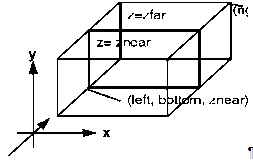 z=zfar
z= znear
y
(left, bottom, znear)
x
¶